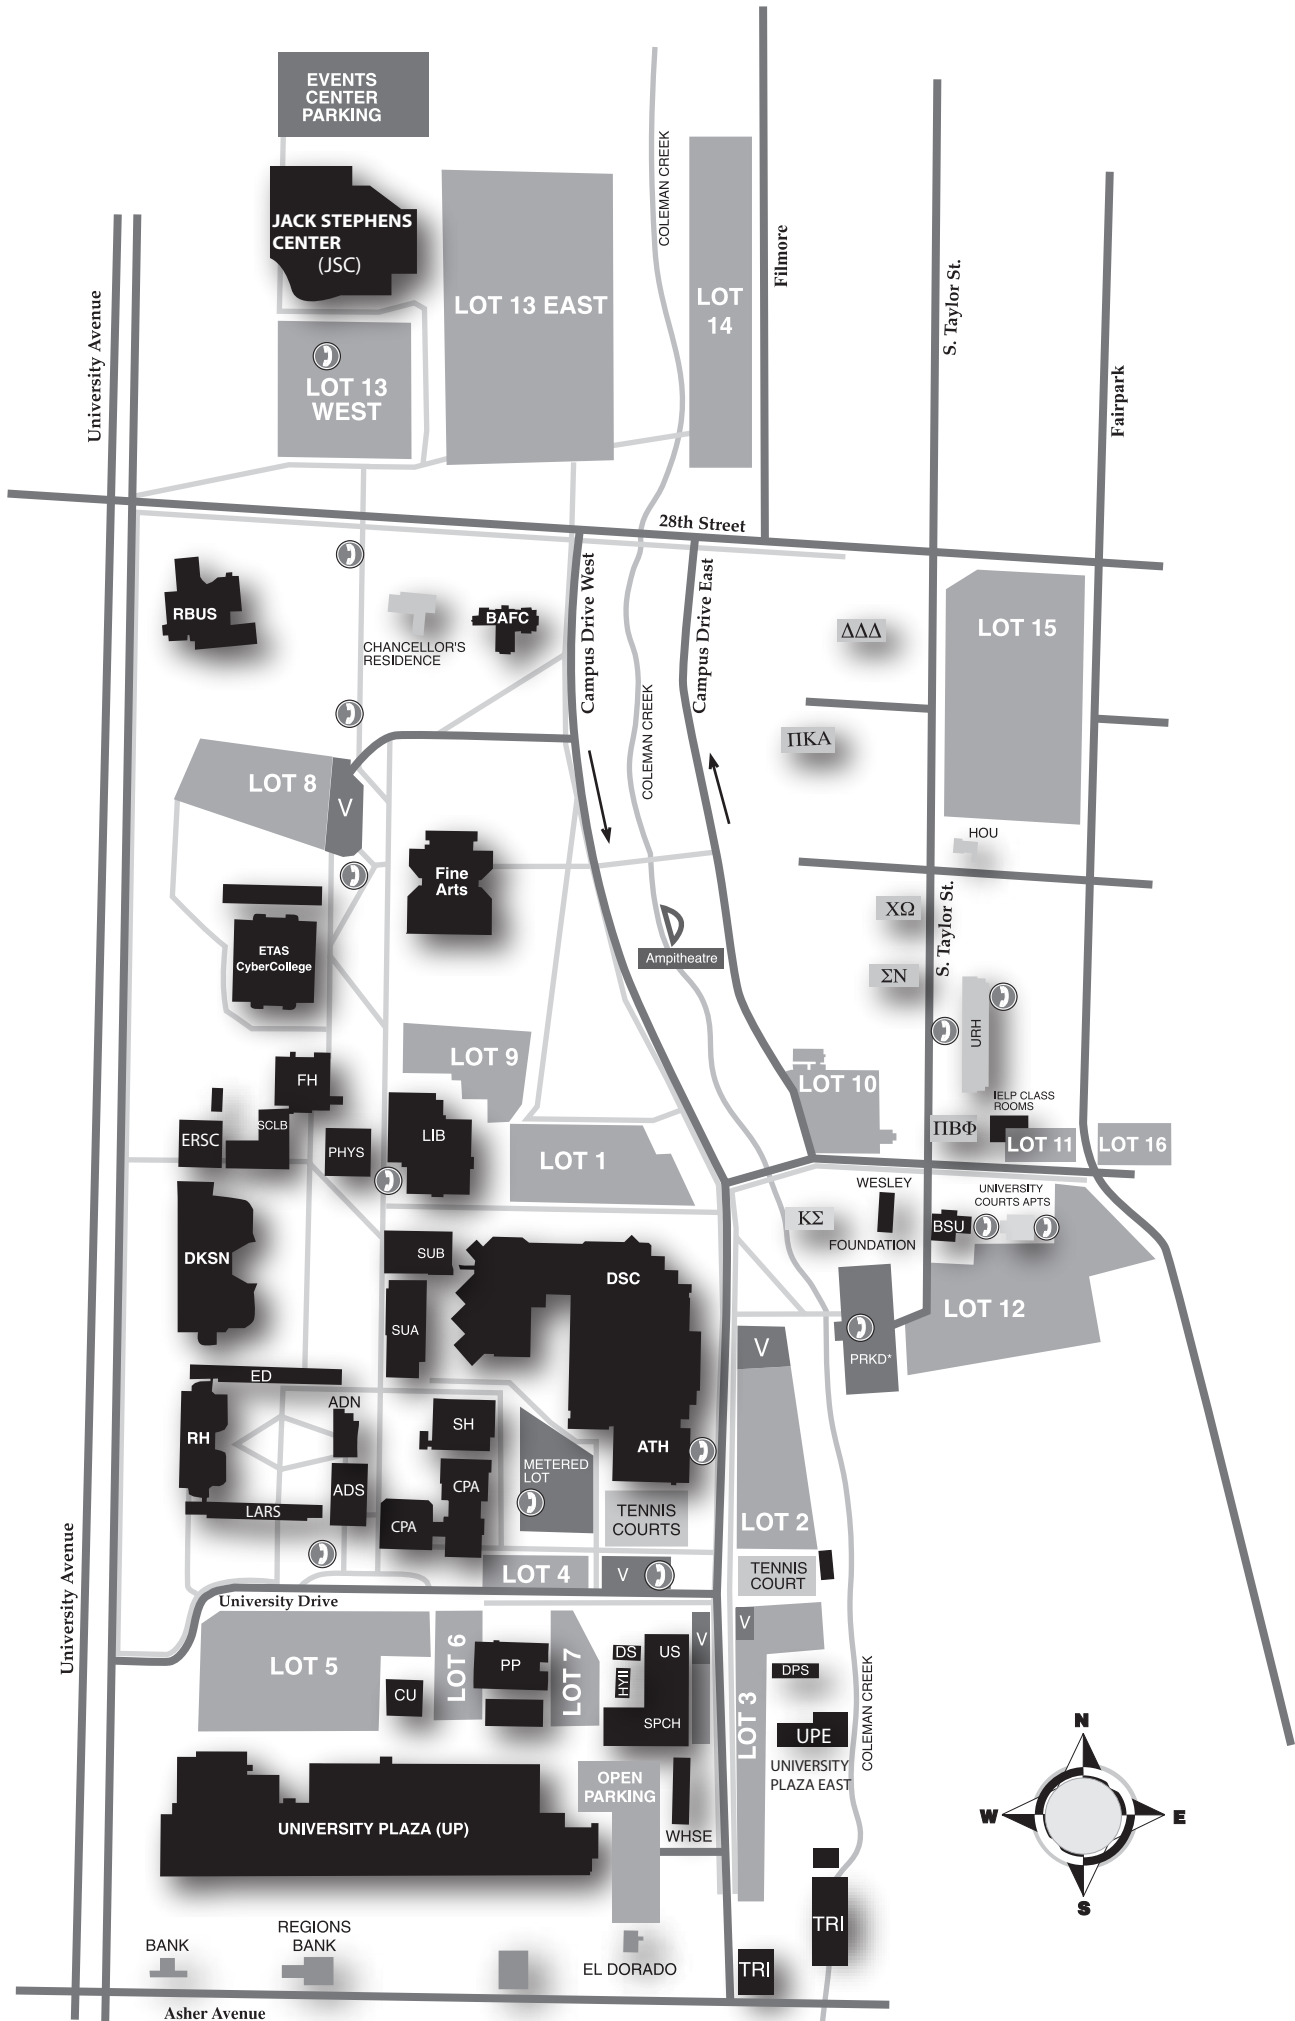 EVENTS
CENTER
PARKING
JACK STEPHENS
CENTER
(JSC)
COLEMAN CREEK
LOT 13 EAST
LOT
14
Filmore
S. Taylor St.
University Avenue
LOT 13
WEST
Fairpark
28th Street
Campus Drive West
Campus Drive East
RBUS
BAFC
CHANCELLOR'S
RESIDENCE
ΔΔΔ
LOT 15
COLEMAN CREEK
ΠΚΑ
LOT 8
V
HOU
Fine
Arts
ΧΩ
S. Taylor St.
ETAS
CyberCollege
Ampitheatre
ΣΝ
URH
LOT 9
FH
LOT 10
IELP CLASS
ROOMS
SCLB
ERSC
PHYS
LIB
LOT 1
ΠΒΦ
LOT 11
LOT 16
WESLEY
FOUNDATION
UNIVERSITY
COURTS APTS
ΚΣ
BSU
DKSN
SUB
DSC
SUA
LOT 12
V
PRKD*
ED
ADN
RH
SH
ATH
METERED
LOT
CPA
ADS
LARS
CPA
TENNIS
COURTS
LOT 2
LOT 4
V
TENNIS
COURT
University Drive
University Avenue
LOT 5
LOT 6
PP
LOT 7
DS
US
V
V
HYII
CU
SPCH
LOT 3
DPS
COLEMAN CREEK
UPE
UNIVERSITY
PLAZA EAST
OPEN
PARKING
UNIVERSITY PLAZA (UP)
WHSE
N
W
E
S
TRI
REGIONS
BANK
BANK
EL DORADO
TRI
Asher Avenue